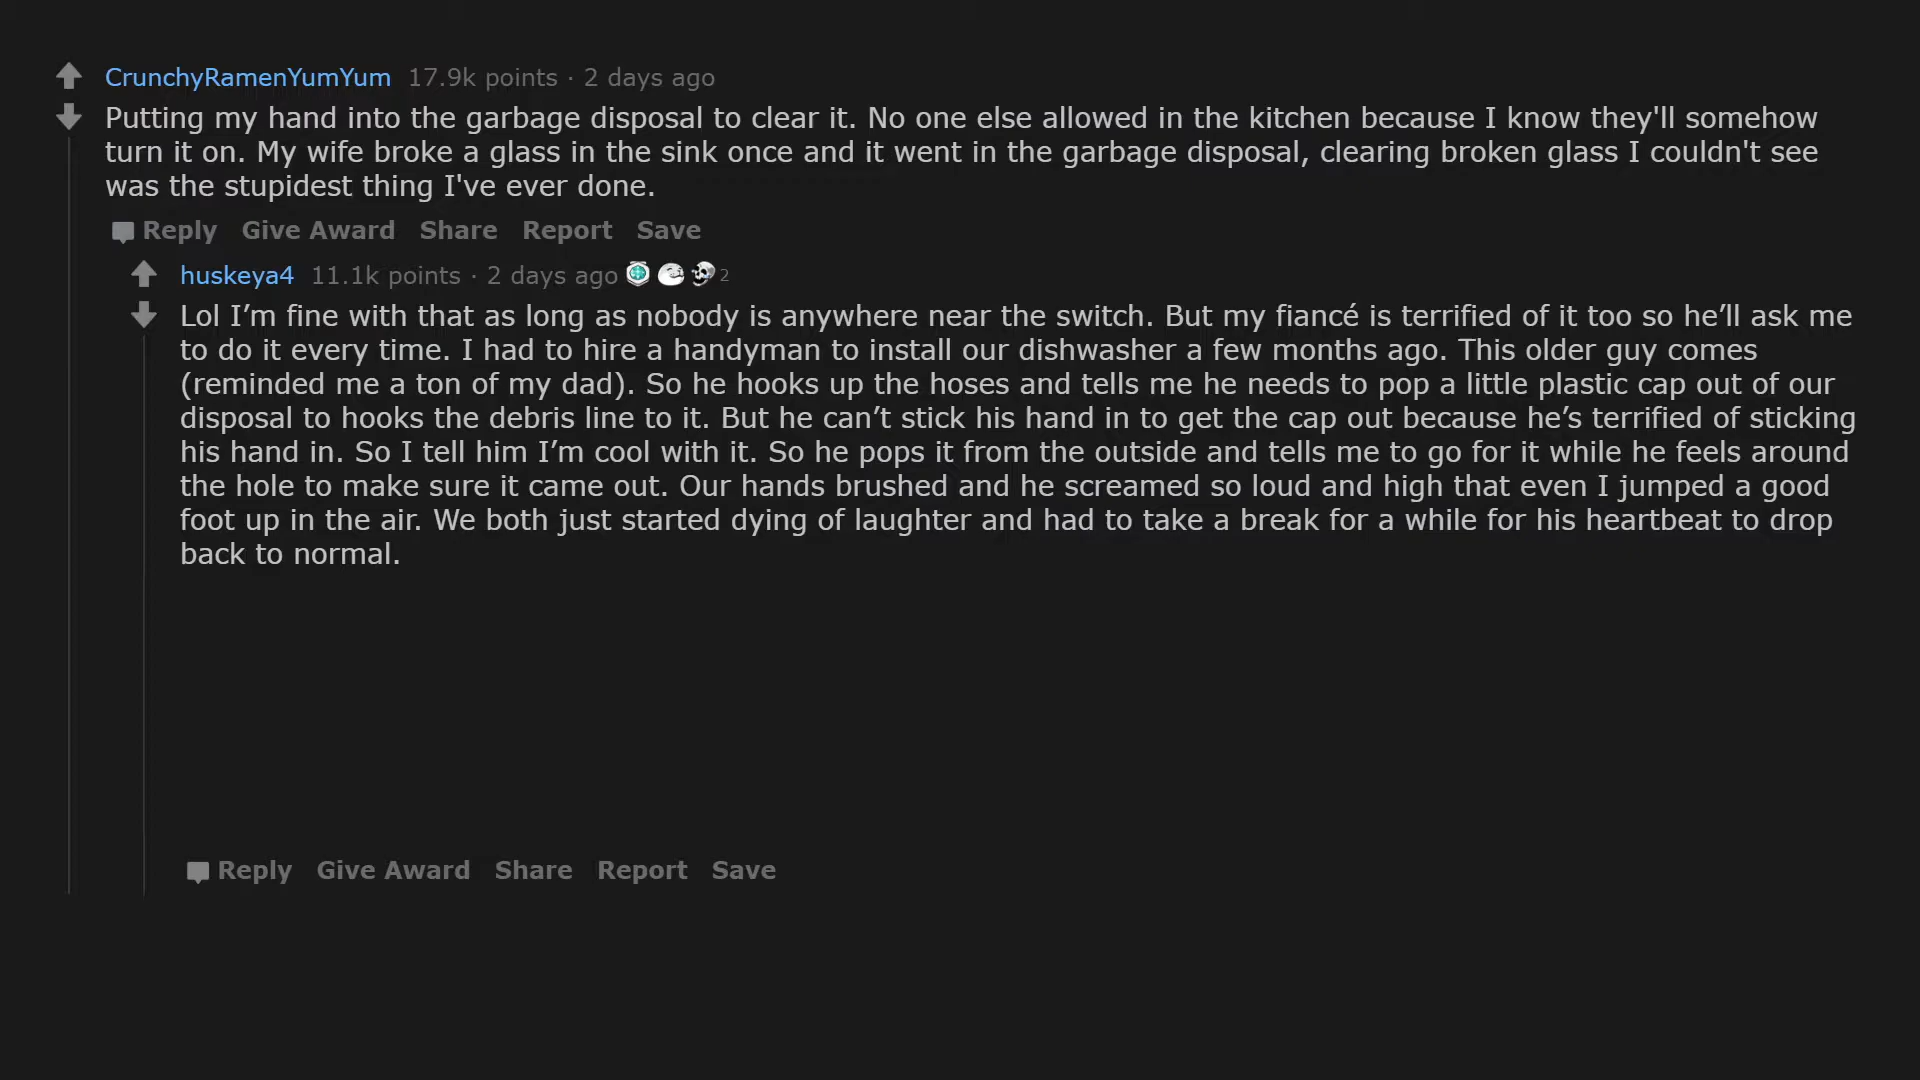 CrunchyRamenYumYum 17.9k points · 2 days ago
Putting my hand into the garbage disposal to clear it. No one else allowed in the kitchen because I know they'll somehow
turn it on. My wife broke a glass in the sink once and it went in the garbage disposal, clearing broken glass I couldn't see
was the stupidest thing I've ever done.
Reply Give Award Share Report Save
huskeya4 11.1k points · 2 days ago 2
Lol I’m fine with that as long as nobody is anywhere near the switch. But my fiancé is terrified of it too so he’ll ask me
to do it every time. I had to hire a handyman to install our dishwasher a few months ago. This older guy comes
(reminded me a ton of my dad). So he hooks up the hoses and tells me he needs to pop a little plastic cap out of our
disposal to hooks the debris line to it. But he can’t stick his hand in to get the cap out because he’s terrified of sticking
his hand in. So I tell him I’m cool with it. So he pops it from the outside and tells me to go for it while he feels around
the hole to make sure it came out. Our hands brushed and he screamed so loud and high that even I jumped a good
foot up in the air. We both just started dying of laughter and had to take a break for a while for his heartbeat to drop
back to normal.
Reply Give Award Share Report Save